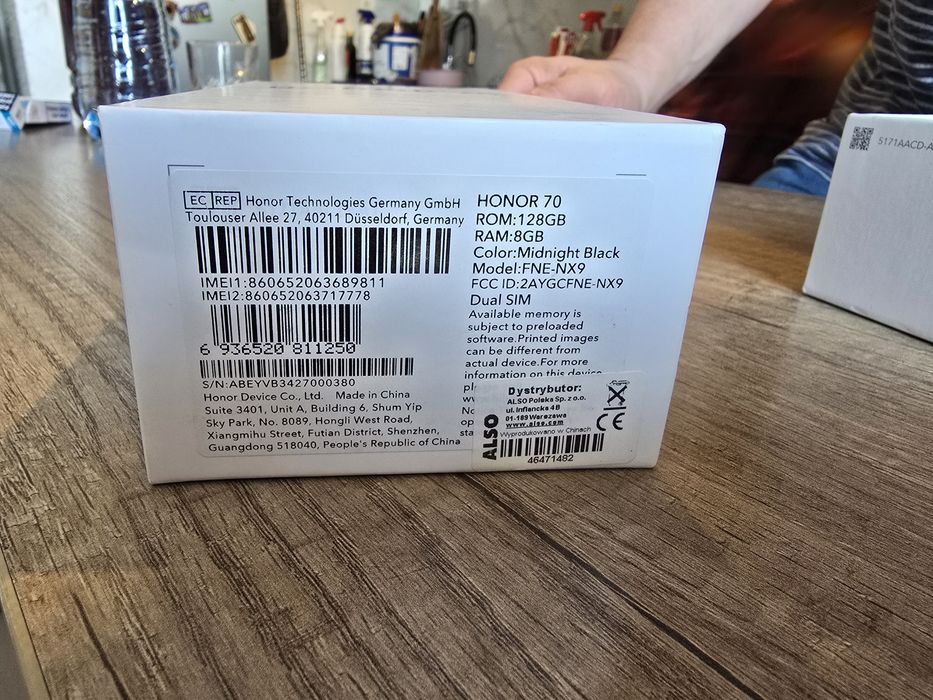 EC REP Honor Technologies Germany GmbH
Toulouser Allee 27, 40211 Düsseldorf, Germany
IMEI1:860652063689811
IMEI2:860652063717778
6 936520 811250
S/N:ABEYVB3427000380
Honor Device Co., Ltd. Made in China
Suite 3401, Unit A, Building 6, Shum Yip
Sky Park, No. 8089, Hongli West Road,
Xiangmihu Street, Futian District, Shenzhen,
Guangdong 518040, People's Republic of China
HONOR 70
ROM:128GB
RAM:8GB
Color:Midnight Black
Model:FNE-NX9
FCC ID:2AYGCFNE-NX9
Dual SIM
Available memory is
subject to preloaded
software.Printed images
can be different from
actual device.For more
information on this device
ALSO
Dystrybutor:
ALSO Polska Sp. z o.o.
ul. Inflancka 4B
01-189 Warszawa
www.also.com
Wyprodukowano w Chinach
CE
46471482